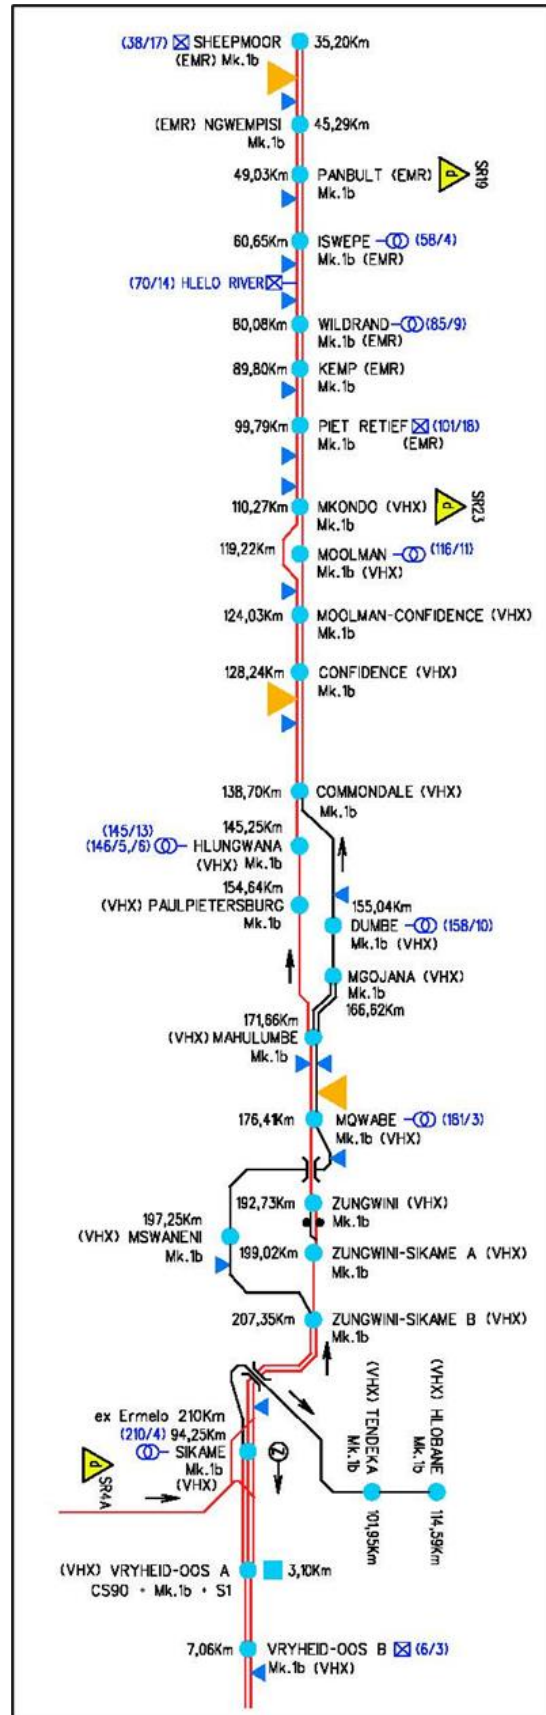 (38/17) SHEEPMOOR 35,20Km
(EMR) Mk.1b
(EMR) NGWEMPISI 45,29Km
Mk.1b
49,03Km PANBULT (EMR) P SR19
Mk.1b
60,65Km ISWEPE (58/4)
Mk.1b (EMR)
(70/14) HLELO RIVER
80,08Km WILDRAND (85/9)
Mk.1b (EMR)
89,80Km KEMP (EMR)
Mk.1b
99,79Km PIET RETIEF (101/18)
Mk.1b (EMR)
110,27Km MKONDO (VHX) P SR23
Mk.1b
119,22Km MOOLMAN (116/11)
Mk.1b (VHX)
124,03Km MOOLMAN-CONFIDENCE (VHX)
Mk.1b
128,24Km CONFIDENCE (VHX)
Mk.1b
138,70Km COMMONDALE (VHX)
Mk.1b
(145/13) 145,25Km
(146/5,/6) HLUNGWANA
(VHX) Mk.1b
154,64Km 155,04Km
(VHX) PAULPIETERSBURG
Mk.1b
DUMBE (158/10)
Mk.1b (VHX)
MGOJANA (VHX)
Mk.1b
166,62Km
171,66Km
(VHX) MAHULUMBE
Mk.1b
176,41Km MQWABE (181/3)
Mk.1b (VHX)
192,73Km ZUNGWINI (VHX)
Mk.1b
197,25Km
(VHX) MSWANENI
Mk.1b
199,02Km ZUNGWINI-SIKAME A (VHX)
Mk.1b
207,35Km ZUNGWINI-SIKAME B (VHX)
Mk.1b
ex Ermelo 210Km
(210/4) 94,25Km
SIKAME
Mk.1b
(VHX)
Z
P SR4A
(VHX) TENDEKA
Mk.1b
101,95Km
(VHX) HLOBANE
Mk.1b
114,59Km
(VHX) VRYHEID-OOS A 3,10Km
CS90 + Mk.1b + S1
7,06Km VRYHEID-OOS B (6/3)
Mk.1b (VHX)